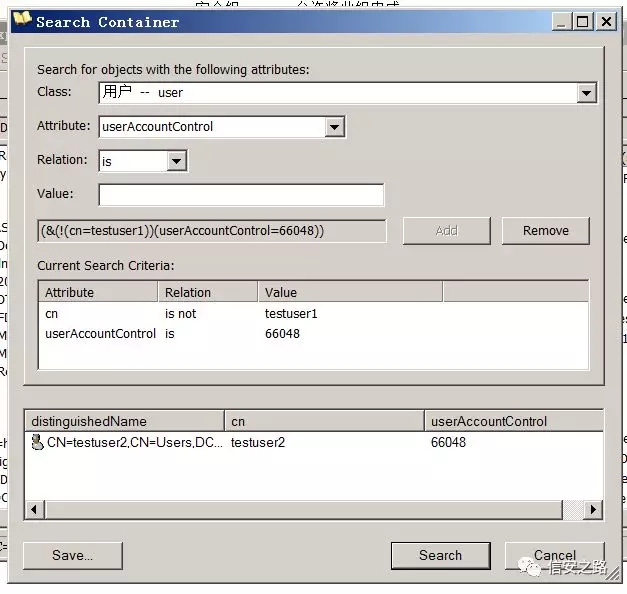 Search Container
Search for objects with the following attributes:
Class: 用户 -- user
Attribute: userAccountControl
Relation: is
Value:
(&(!(cn=testuser1))(userAccountControl=66048)) Add Remove
Current Search Criteria:
Attribute Relation Value
cn is not testuser1
userAccountControl is 66048
distinguishedName cn userAccountControl
CN=testuser2,CN=Users,DC... testuser2 66048
Save... Search Cancel
信安之路